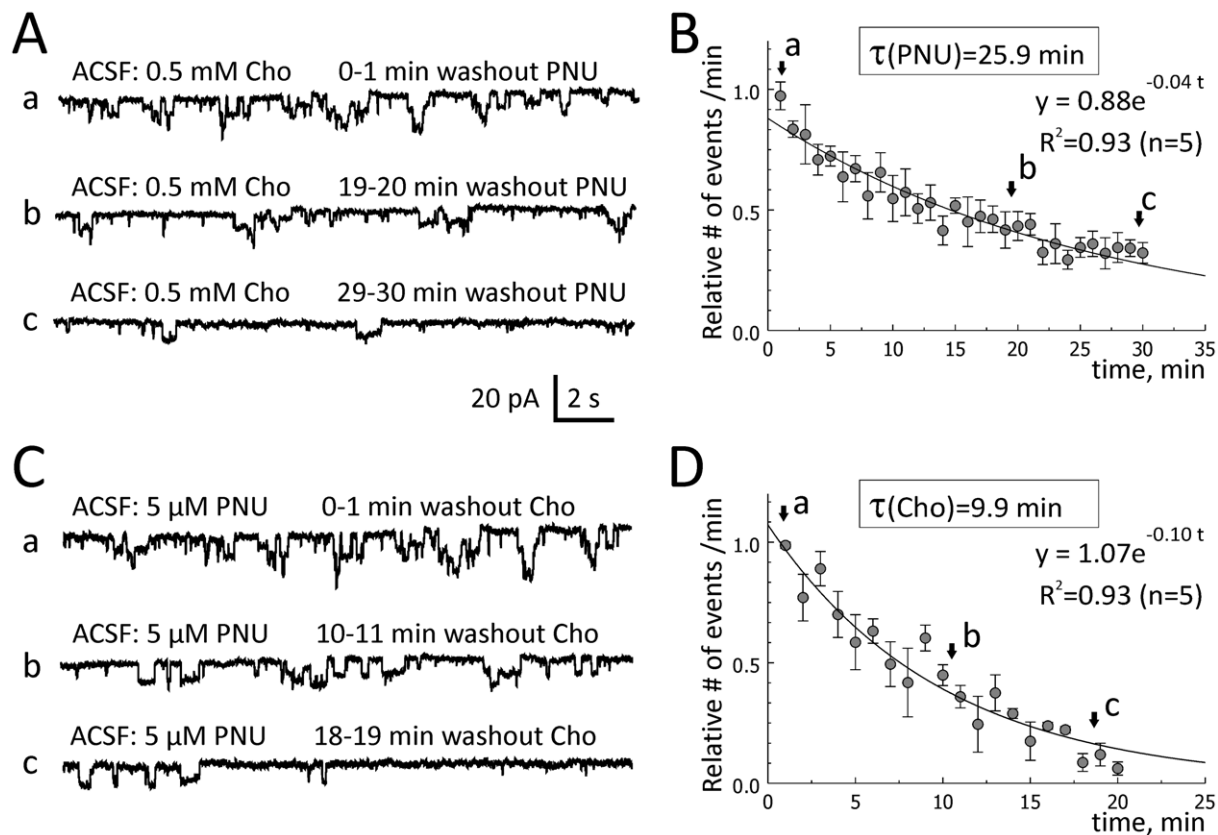 A
ACSF: 0.5 mM Cho 0-1 min washout PNU
a
ACSF: 0.5 mM Cho 19-20 min washout PNU
b
ACSF: 0.5 mM Cho 29-30 min washout PNU
c
20 pA 2 s
B
τ(PNU)=25.9 min
y = 0.88e^-0.04 t
R²=0.93 (n=5)
a
b
c
Relative # of events /min
1.0
0.5
0.0
0 5 10 15 20 25 30 35
time, min
C
ACSF: 5 µM PNU 0-1 min washout Cho
a
ACSF: 5 µM PNU 10-11 min washout Cho
b
ACSF: 5 µM PNU 18-19 min washout Cho
c
D
τ(Cho)=9.9 min
y = 1.07e^-0.10 t
R²=0.93 (n=5)
a
b
c
Relative # of events /min
1.0
0.5
0.0
0 5 10 15 20 25
time, min